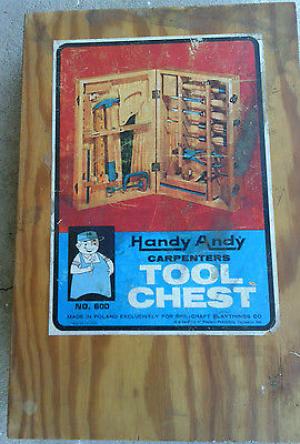 Handy Andy
CARPENTERS
TOOL
CHEST
NO. 600
MADE IN POLAND EXCLUSIVELY FOR SKILCRAFT PLAYTHINGS CO